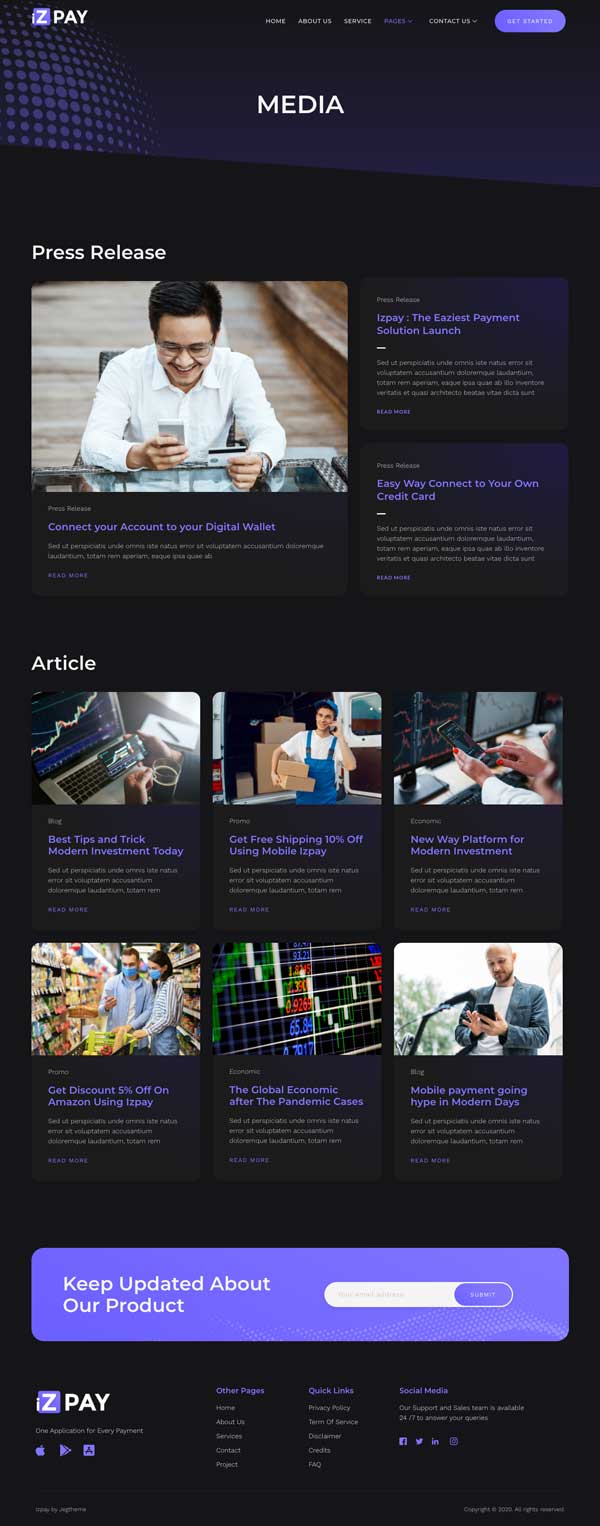 iZ PAY
HOME ABOUT US SERVICE PAGES CONTACT US GET STARTED
MEDIA
Press Release
Press Release
Connect your Account to your Digital Wallet
Sed ut perspiciatis unde omnis iste natus error sit voluptatem accusantium doloremque
laudantium, totam rem aperiam, eaque ipsa quae ab
READ MORE
Press Release
Izpay : The Eaziest Payment
Solution Launch
Sed ut perspiciatis unde omnis iste natus error sit
voluptatem accusantium doloremque laudantium,
totam rem aperiam, eaque ipsa quae ab illo inventore
veritatis et quasi architecto beatae vitae dicta sunt
READ MORE
Press Release
Easy Way Connect to Your Own
Credit Card
Sed ut perspiciatis unde omnis iste natus error sit
voluptatem accusantium doloremque laudantium,
totam rem aperiam, eaque ipsa quae ab illo inventore
veritatis et quasi architecto beatae vitae dicta sunt
READ MORE
Article
Blog
Best Tips and Trick
Modern Investment Today
Sed ut perspiciatis unde omnis iste natus
error sit voluptatem accusantium
doloremque laudantium, totam rem
READ MORE
Promo
Get Free Shipping 10% Off
Using Mobile Izpay
Sed ut perspiciatis unde omnis iste natus
error sit voluptatem accusantium
doloremque laudantium, totam rem
READ MORE
Economic
New Way Platform for
Modern Investment
Sed ut perspiciatis unde omnis iste natus
error sit voluptatem accusantium
doloremque laudantium, totam rem
READ MORE
Promo
Get Discount 5% Off On
Amazon Using Izpay
Sed ut perspiciatis unde omnis iste natus
error sit voluptatem accusantium
doloremque laudantium, totam rem
READ MORE
93.21
65.84
Economic
The Global Economic
after The Pandemic Cases
Sed ut perspiciatis unde omnis iste natus
error sit voluptatem accusantium
doloremque laudantium, totam rem
READ MORE
Blog
Mobile payment going
hype in Modern Days
Sed ut perspiciatis unde omnis iste natus
error sit voluptatem accusantium
doloremque laudantium, totam rem
READ MORE
Keep Updated About
Our Product
Your email address
SUBMIT
iZ PAY
One Application for Every Payment
Other Pages
Home
About Us
Services
Contact
Project
Quick Links
Privacy Policy
Term Of Service
Disclaimer
Credits
FAQ
Social Media
Our Support and Sales team is available
24 /7 to answer your queries
Izpay by Jegtheme
Copyright © 2020. All rights reserved.